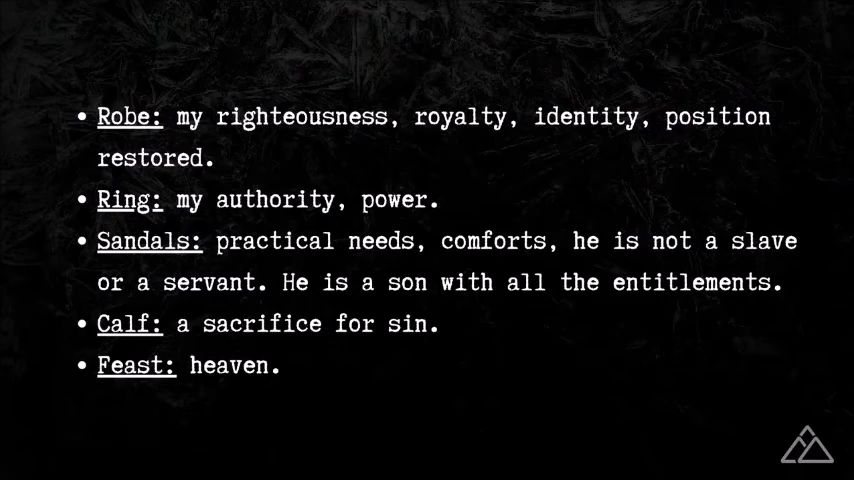 • Robe: my righteousness, royalty, identity, position
restored.
• Ring: my authority, power.
• Sandals: practical needs, comforts, he is not a slave
or a servant. He is a son with all the entitlements.
• Calf: a sacrifice for sin.
• Feast: heaven.